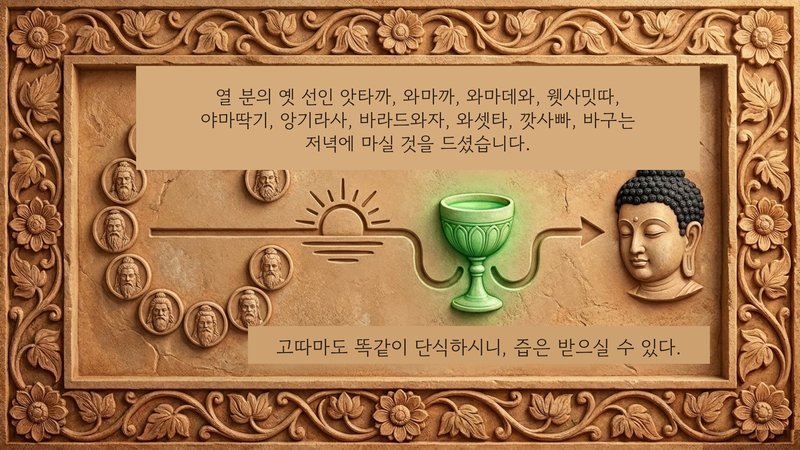 열 분의 옛 선인 앗타까, 와마까, 와마데와, 웻사밋따,
야마딱기, 앙기라사, 바라드와자, 와셋타, 깟사빠, 바구는
저녁에 마실 것을 드셨습니다.
고따마도 똑같이 단식하시니, 즙은 받으실 수 있다.